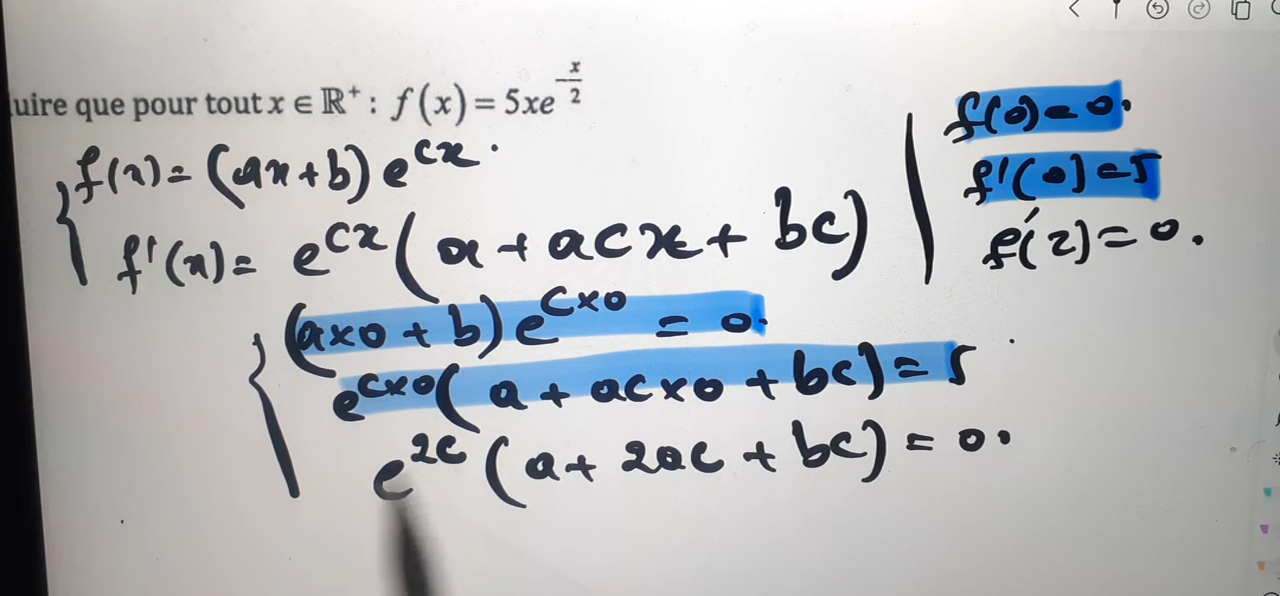 uire que pour tout x ∈ ℝ⁺ : f(x) = 5xe^{-x/2}
f(x) = (ax+b) e^{cx}.
f'(x) = e^{cx} (a + acx + bc)
f(0) = 0.
f'(0) = 5
f'(2) = 0.
(a×0 + b) e^{c×0} = 0.
e^{c×0} (a + ac×0 + bc) = 5
e^{2c} (a + 2ac + bc) = 0.